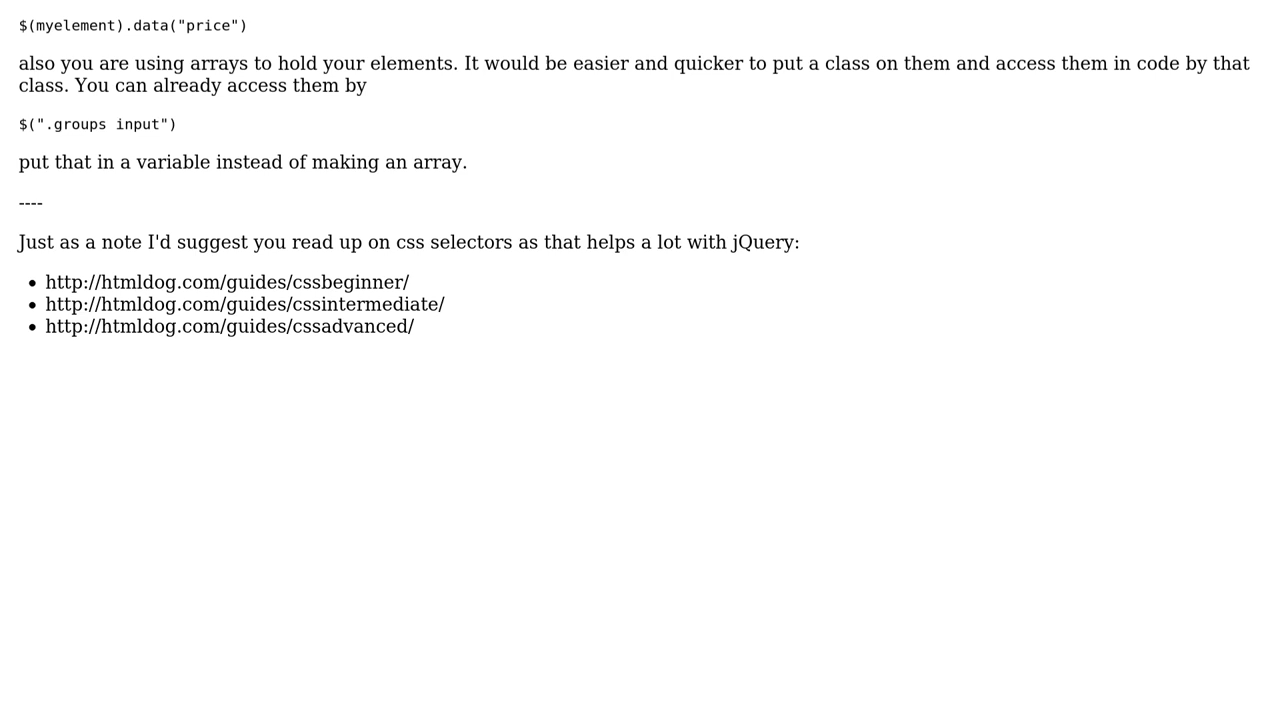 $(myelement).data("price")
also you are using arrays to hold your elements. It would be easier and quicker to put a class on them and access them in code by that
class. You can already access them by
$(".groups input")
put that in a variable instead of making an array.
----
Just as a note I'd suggest you read up on css selectors as that helps a lot with jQuery:
• http://htmldog.com/guides/cssbeginner/
• http://htmldog.com/guides/cssintermediate/
• http://htmldog.com/guides/cssadvanced/